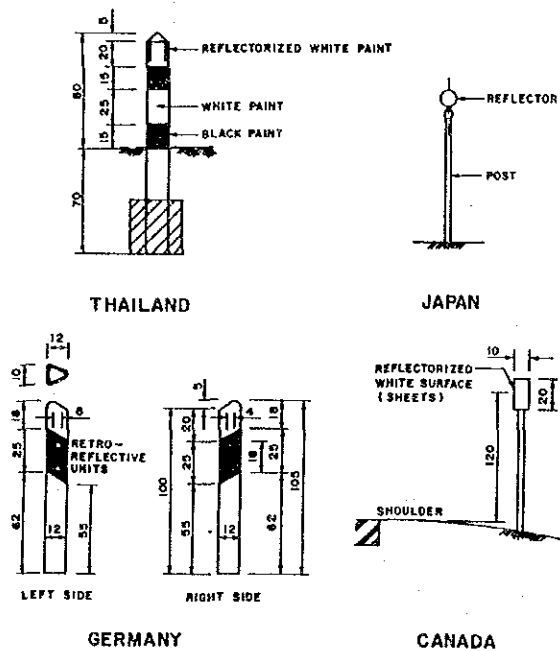 5
20
15
25
15
80
70
REFLECTORIZED WHITE PAINT
WHITE PAINT
BLACK PAINT
THAILAND
REFLECTOR
POST
JAPAN
12
10
18
25
62
8
RETRO-
REFLECTIVE
UNITS
12
55
LEFT SIDE
5
20
25
55
100
4
18
25
18
62
105
12
RIGHT SIDE
GERMANY
10
REFLECTORIZED
WHITE SURFACE
(SHEETS)
20
120
SHOULDER
CANADA